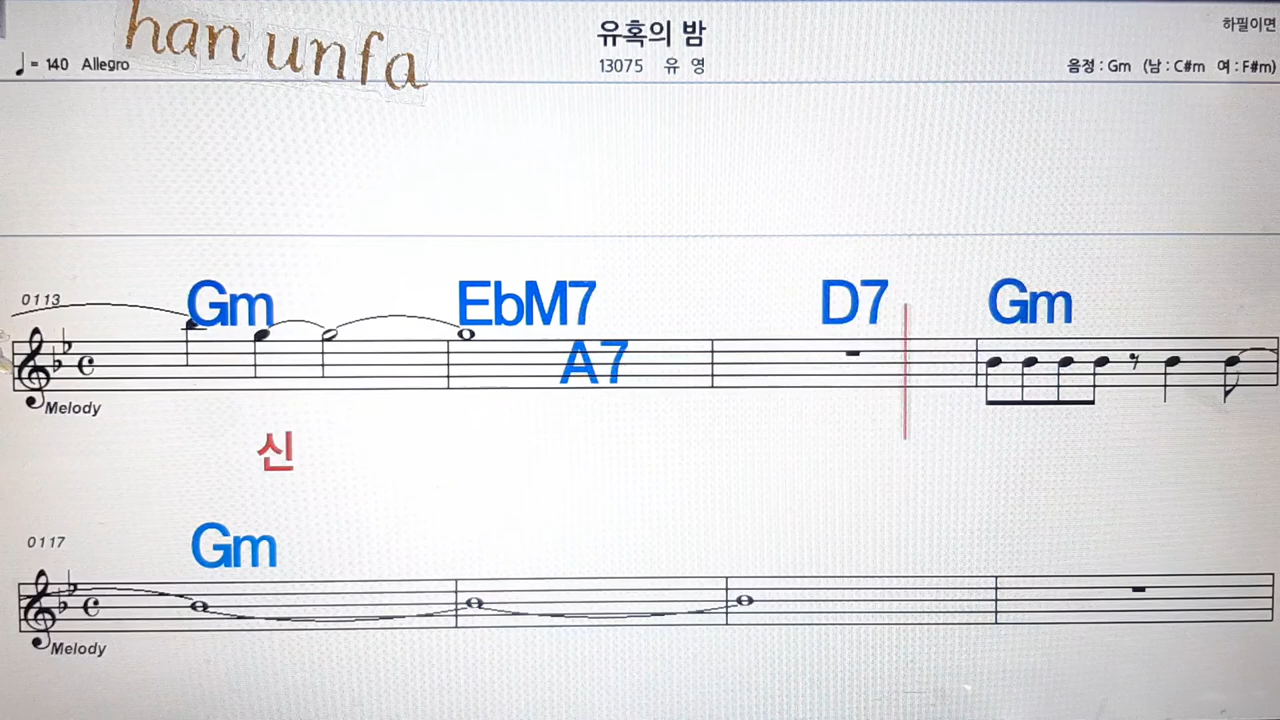 han unfa
유혹의 밤
하필이면
♩= 140 Allegro
13075 유 영
음정 : Gm (남 : C#m 여 : F#m)
0113
Gm EbM7 D7 Gm
A7
Melody
신
0117
Gm
Melody